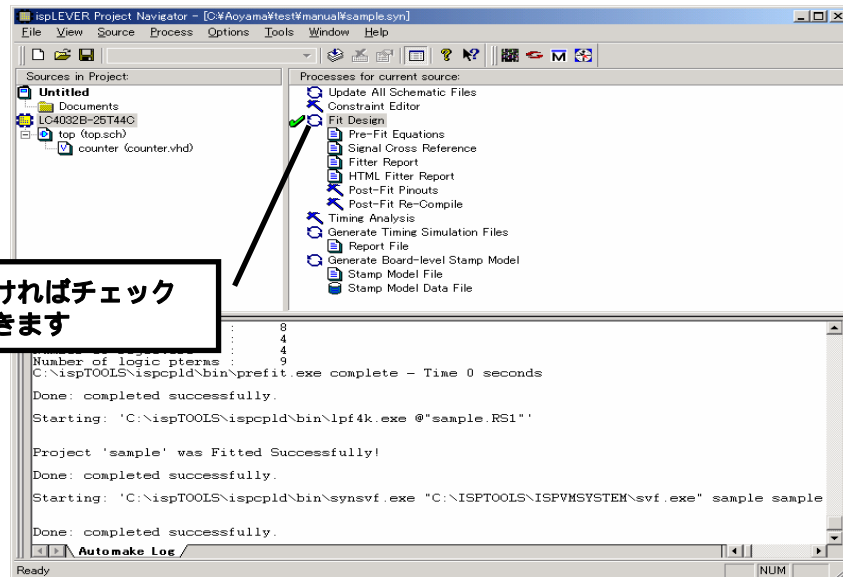 ispLEVER Project Navigator - [C:¥Aoyama¥test¥manual¥sample.syn]
File View Source Process Options Tools Window Help
Sources in Project:
Untitled
Documents
LC4032B-25T44C
top (top.sch)
counter (counter.vhd)
Processes for current source:
Update All Schematic Files
Constraint Editor
Fit Design
Pre-Fit Equations
Signal Cross Reference
Fitter Report
HTML Fitter Report
Post-Fit Pinouts
Post-Fit Re-Compile
Timing Analysis
Generate Timing Simulation Files
Report File
Generate Board-level Stamp Model
Stamp Model File
Stamp Model Data File
ければチェック
きます
: 8
: 4
: 4
Number of logic pterms : 9
C:\ispTOOLS\ispcpld\bin\prefit.exe complete - Time 0 seconds
Done: completed successfully.
Starting: 'C:\ispTOOLS\ispcpld\bin\lpf4k.exe @"sample.RS1"'
Project 'sample' was Fitted Successfully!
Done: completed successfully.
Starting: 'C:\ispTOOLS\ispcpld\bin\synsvf.exe "C:\ISPTOOLS\ISPVMSYSTEM\svf.exe" sample sample
Done: completed successfully.
Automake Log
Ready
NUM